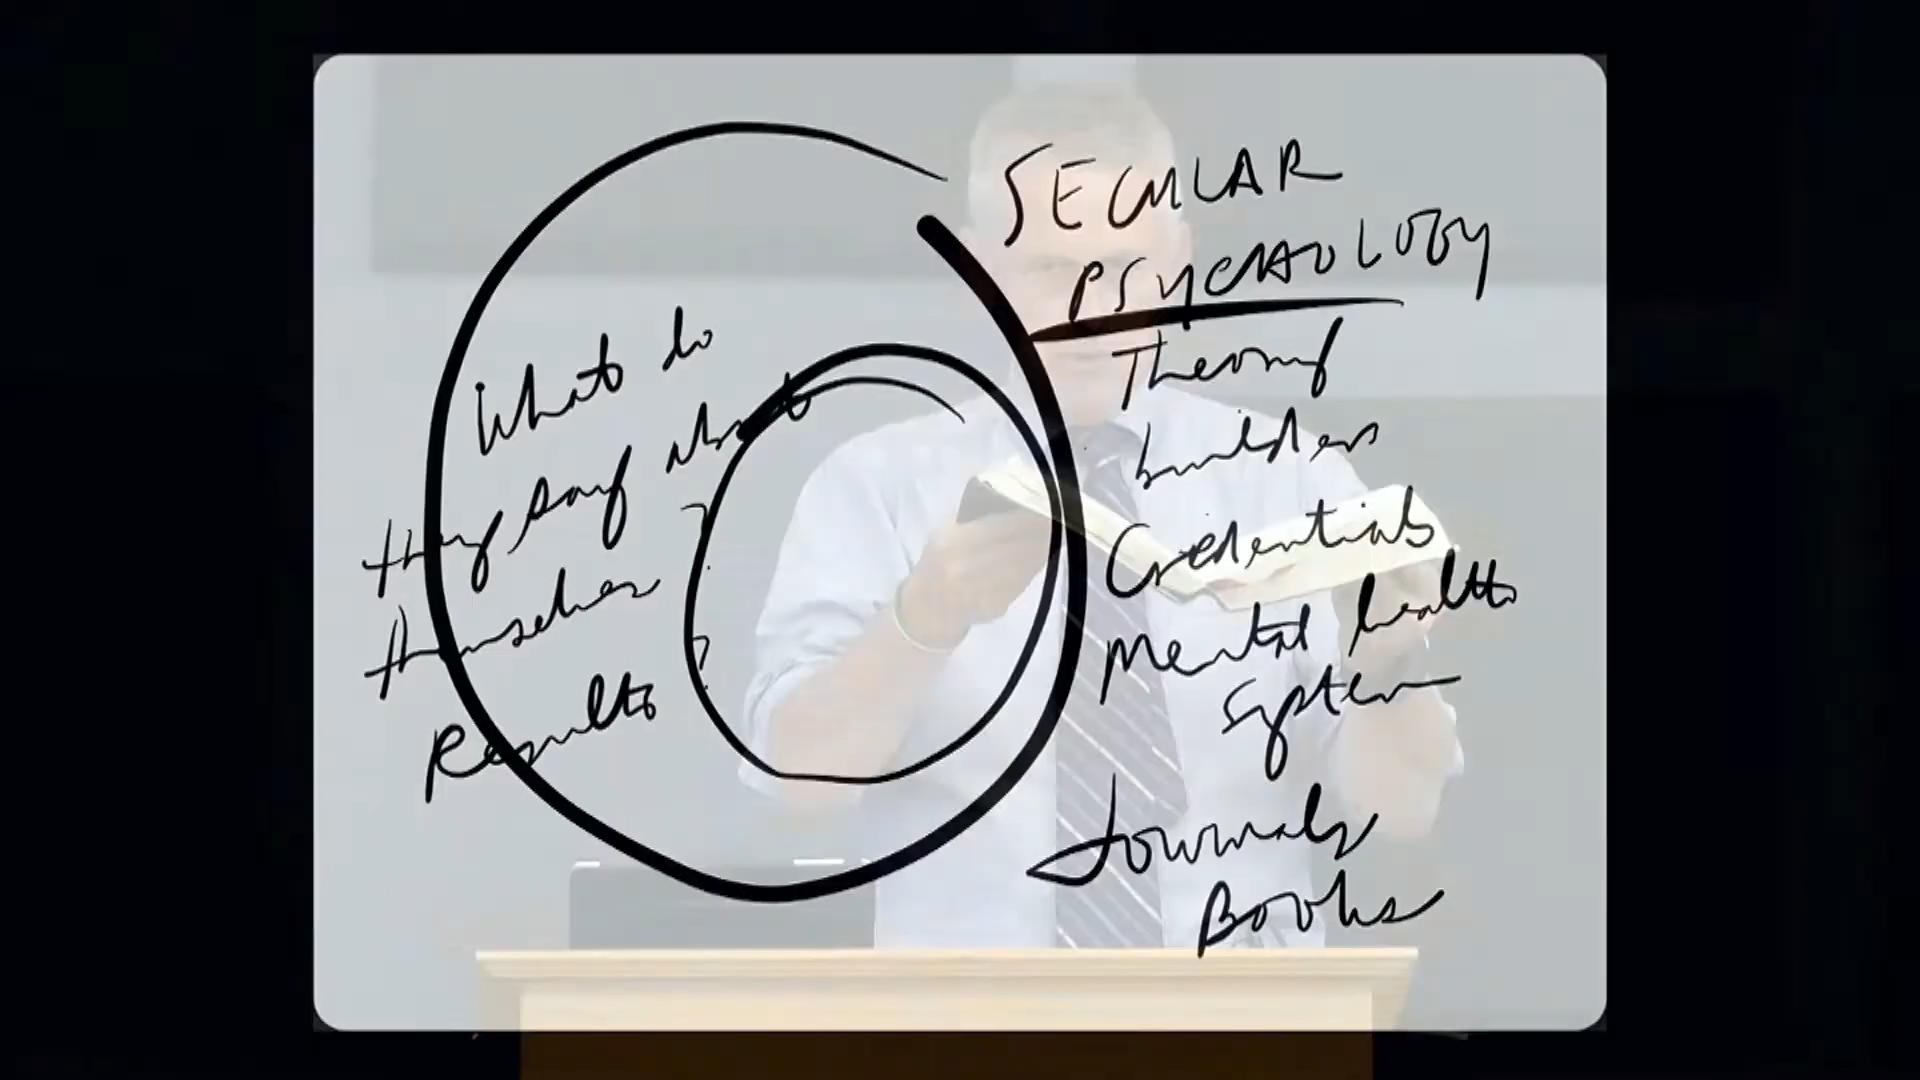 SECULAR
PSYCHOLOGY
Theory
builders
Credentials
Mental health
System
Journals
Books
What do
they say about
themselves
Results